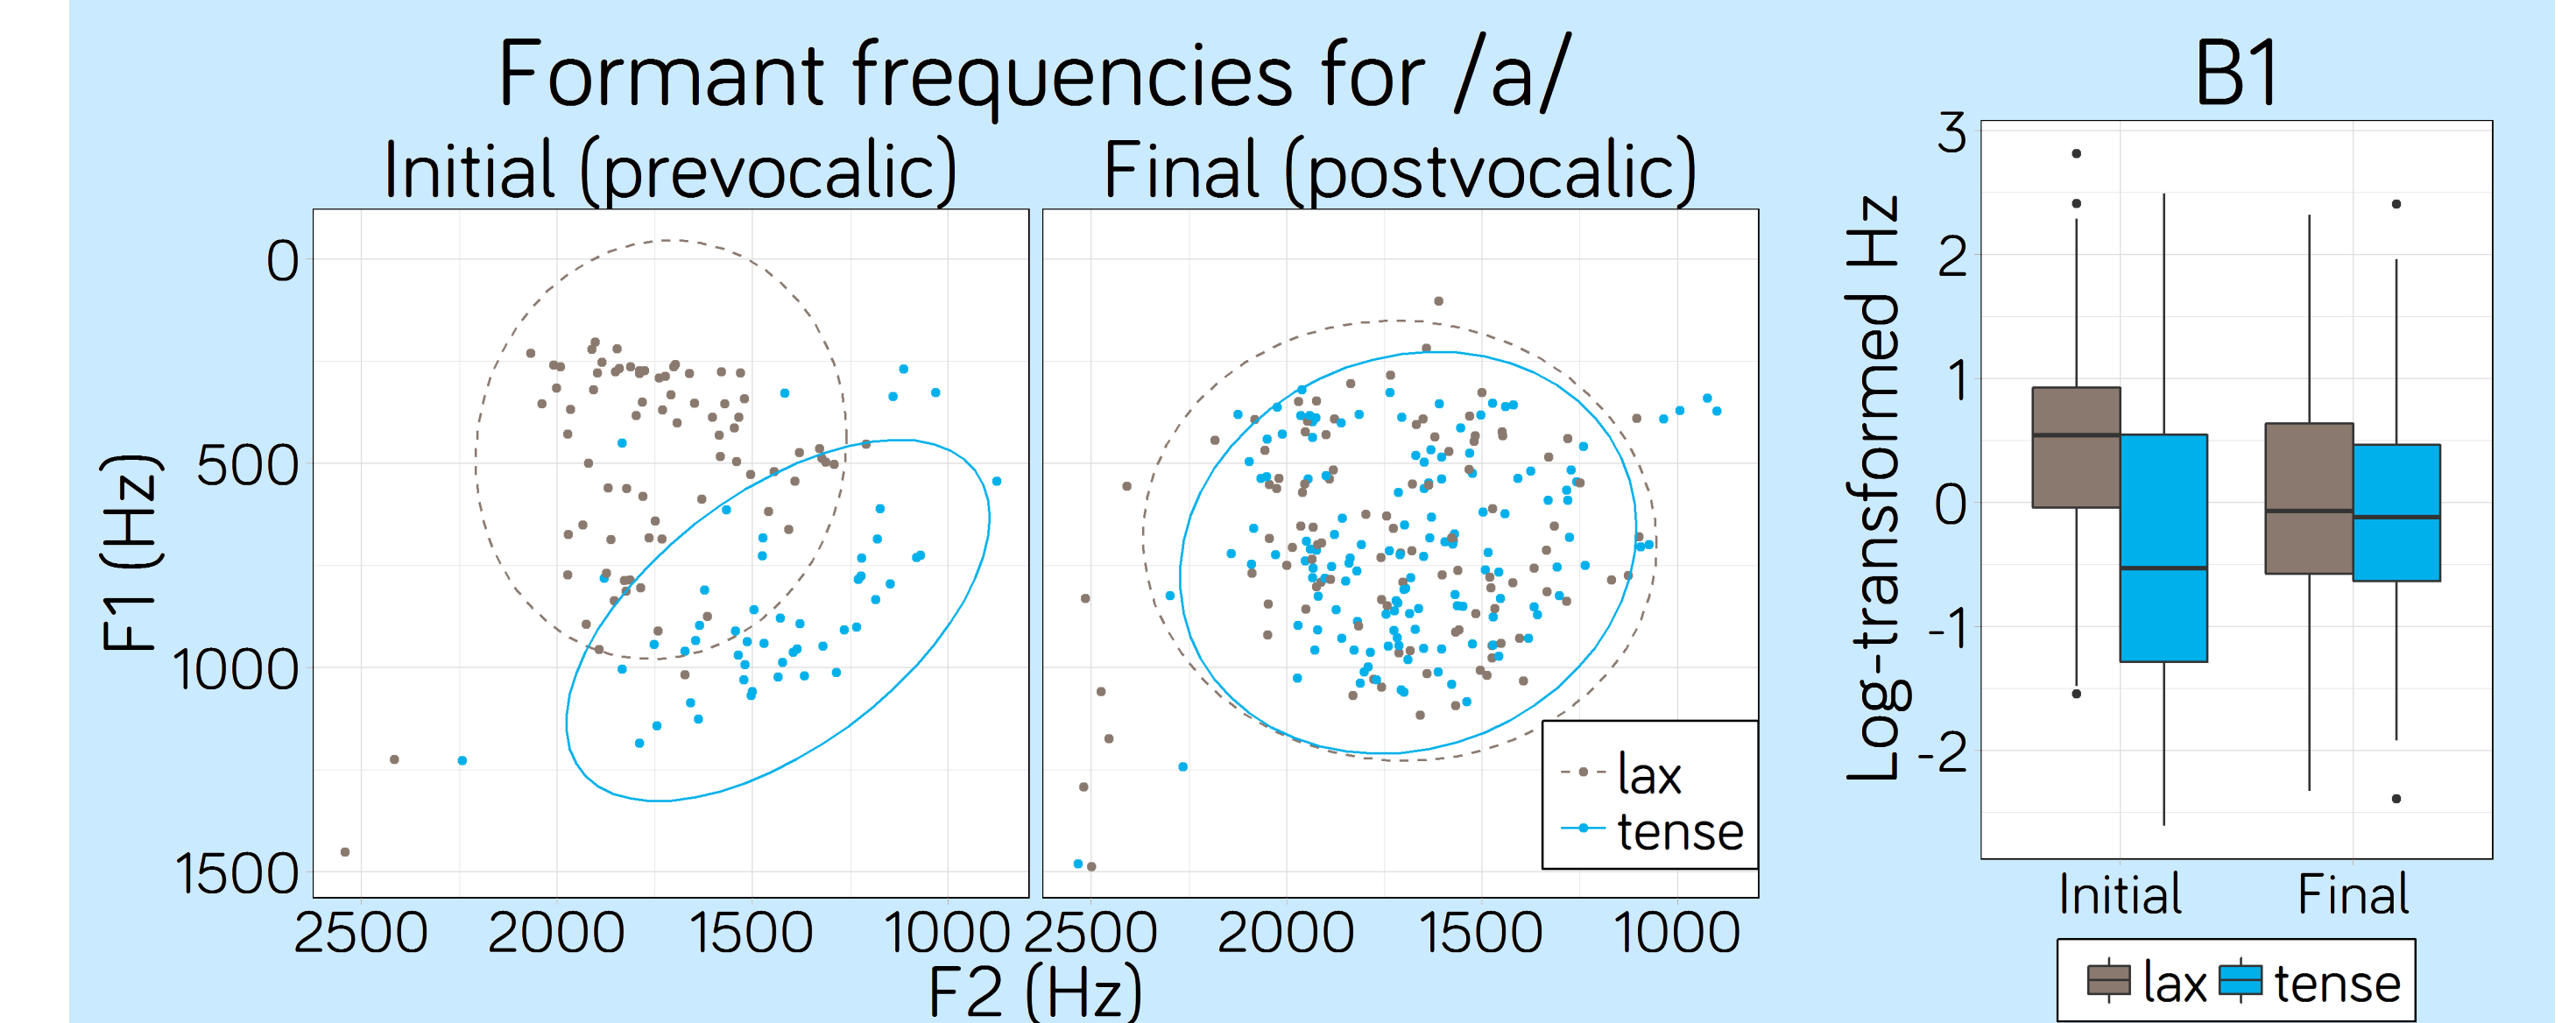 Formant frequencies for /a/
Initial (prevocalic)
Final (postvocalic)
F1 (Hz)
0
500
1000
1500
2500 2000 1500 1000
2500 2000 1500 1000
F2 (Hz)
lax
tense
B1
Log-transformed Hz
3
2
1
0
-1
-2
Initial Final
lax tense